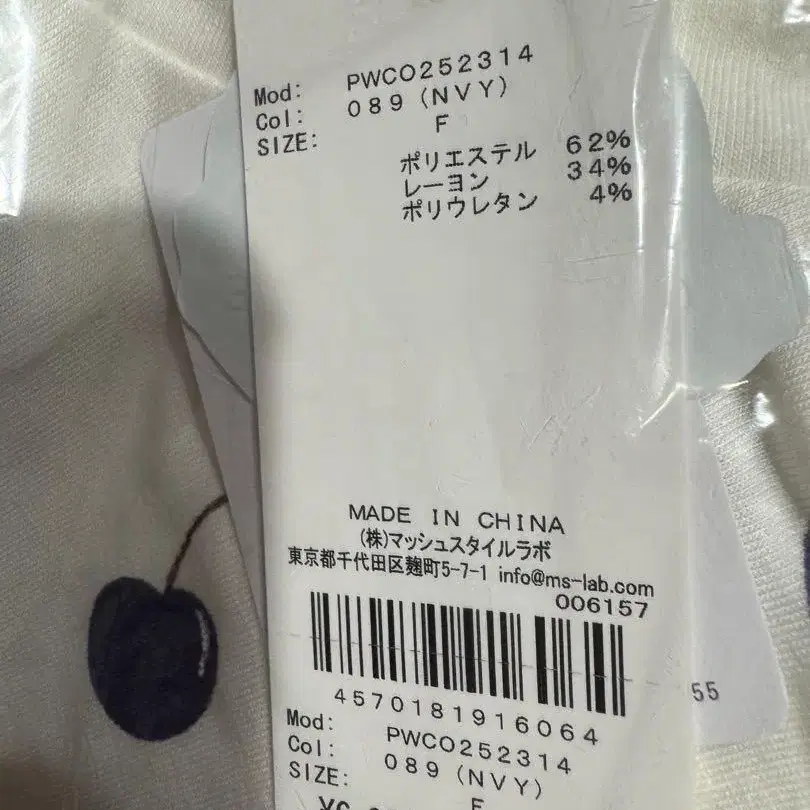 Mod: PWCO252314
Col: 089 (NVY)
SIZE: F
ポリエステル 62%
レーヨン 34%
ポリウレタン 4%
MADE IN CHINA
(株)マッシュスタイルラボ
東京都千代田区麹町5-7-1 info@ms-lab.com
006157
4570181916064
55
Mod: PWCO252314
Col: 089 (NVY)
SIZE: F